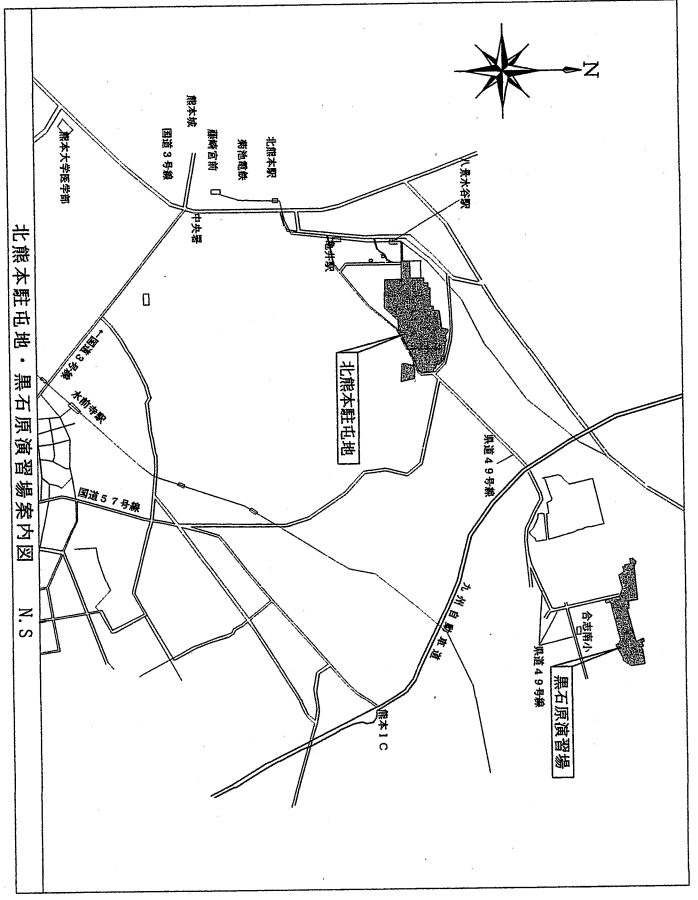 N
八景水谷駅
北熊本駅
菊池電鉄
藤崎宮前
熊本城
国道3号線
熊本大学医学部
中央署
亀井駅
北熊本駐屯地
県道49号線
合志南小
県道49号線
黒石原演習場
九州自動車道
熊本IC
←国道3号線
水前寺駅
国道57号線
北熊本駐屯地・黒石原演習場案内図 N.S